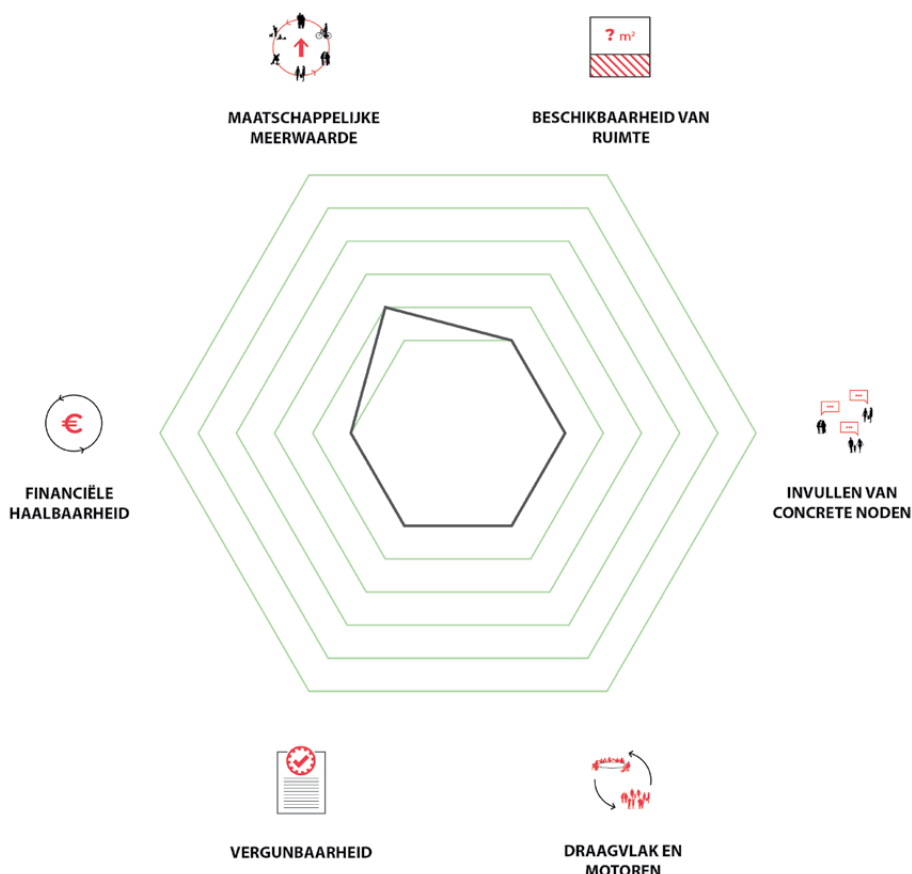 ? m²
MAATSCHAPPELIJKE
MEERWAARDE
BESCHIKBAARHEID VAN
RUIMTE
€
FINANCIËLE
HAALBAARHEID
INVULLEN VAN
CONCRETE NODEN
VERGUNBAARHEID
DRAAGVLAK EN
MOTOREN